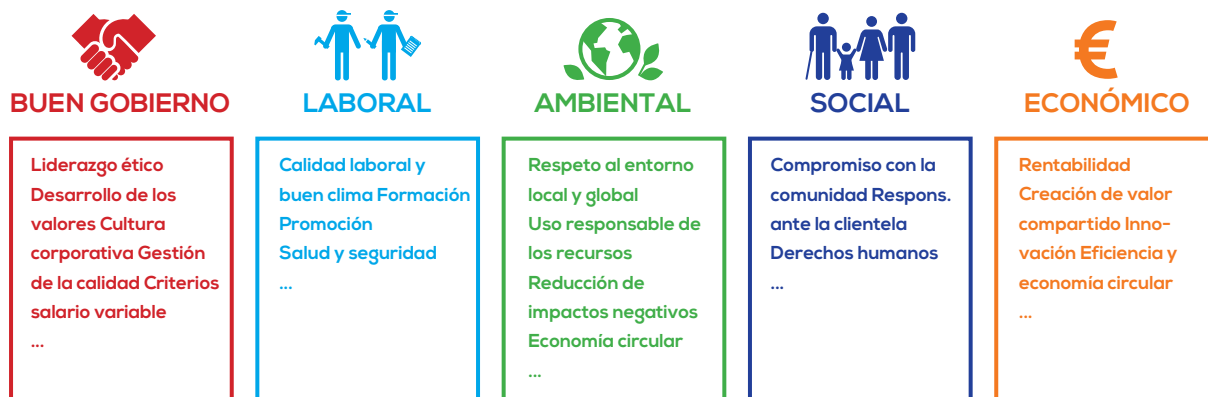 BUEN GOBIERNO
Liderazgo ético
Desarrollo de los
valores Cultura
corporativa Gestión
de la calidad Criterios
salario variable
...
LABORAL
Calidad laboral y
buen clima Formación
Promoción
Salud y seguridad
...
AMBIENTAL
Respeto al entorno
local y global
Uso responsable de
los recursos
Reducción de
impactos negativos
Economía circular
...
SOCIAL
Compromiso con la
comunidad Respons.
ante la clientela
Derechos humanos
...
€
ECONÓMICO
Rentabilidad
Creación de valor
compartido Inno-
vación Eficiencia y
economía circular
...